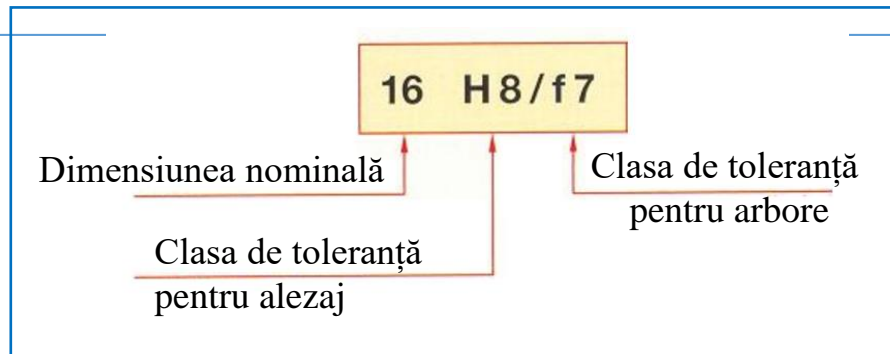 16 H8/f7
Dimensiunea nominală
Clasa de toleranță
pentru arbore
Clasa de toleranță
pentru alezaj